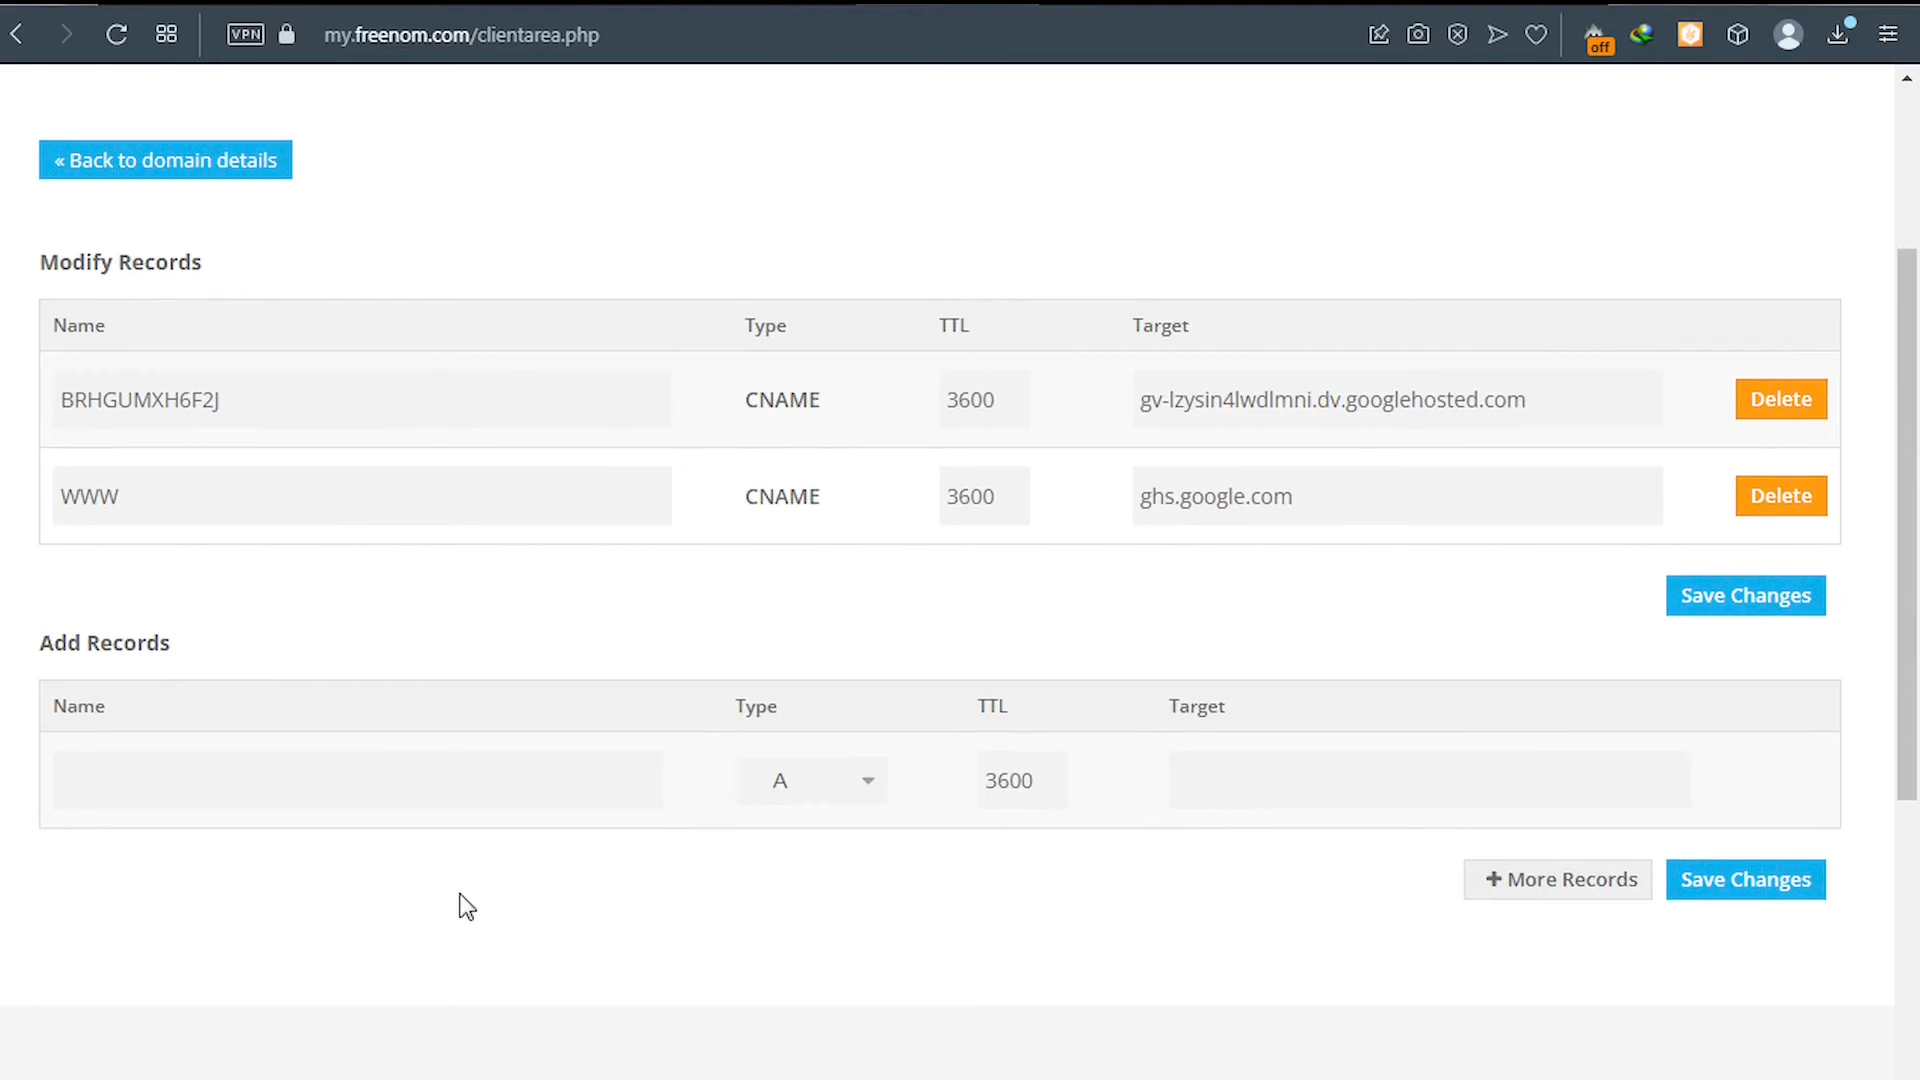 VPN my.freenom.com/clientarea.php off
« Back to domain details
Modify Records
Name Type TTL Target
BRHGUMXH6F2J CNAME 3600 gv-lzysin4lwdlmni.dv.googlehosted.com Delete
WWW CNAME 3600 ghs.google.com Delete
Save Changes
Add Records
Name Type TTL Target
A 3600
+ More Records Save Changes